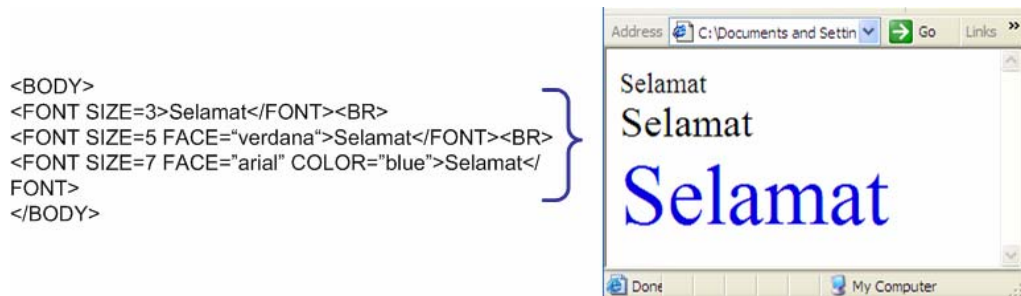 <BODY>
<FONT SIZE=3>Selamat</FONT><BR>
<FONT SIZE=5 FACE=“verdana“>Selamat</FONT><BR>
<FONT SIZE=7 FACE=”arial” COLOR=”blue”>Selamat</
FONT>
</BODY>
Address C:\Documents and Settin Go Links »
Selamat
Selamat
Selamat
Done My Computer